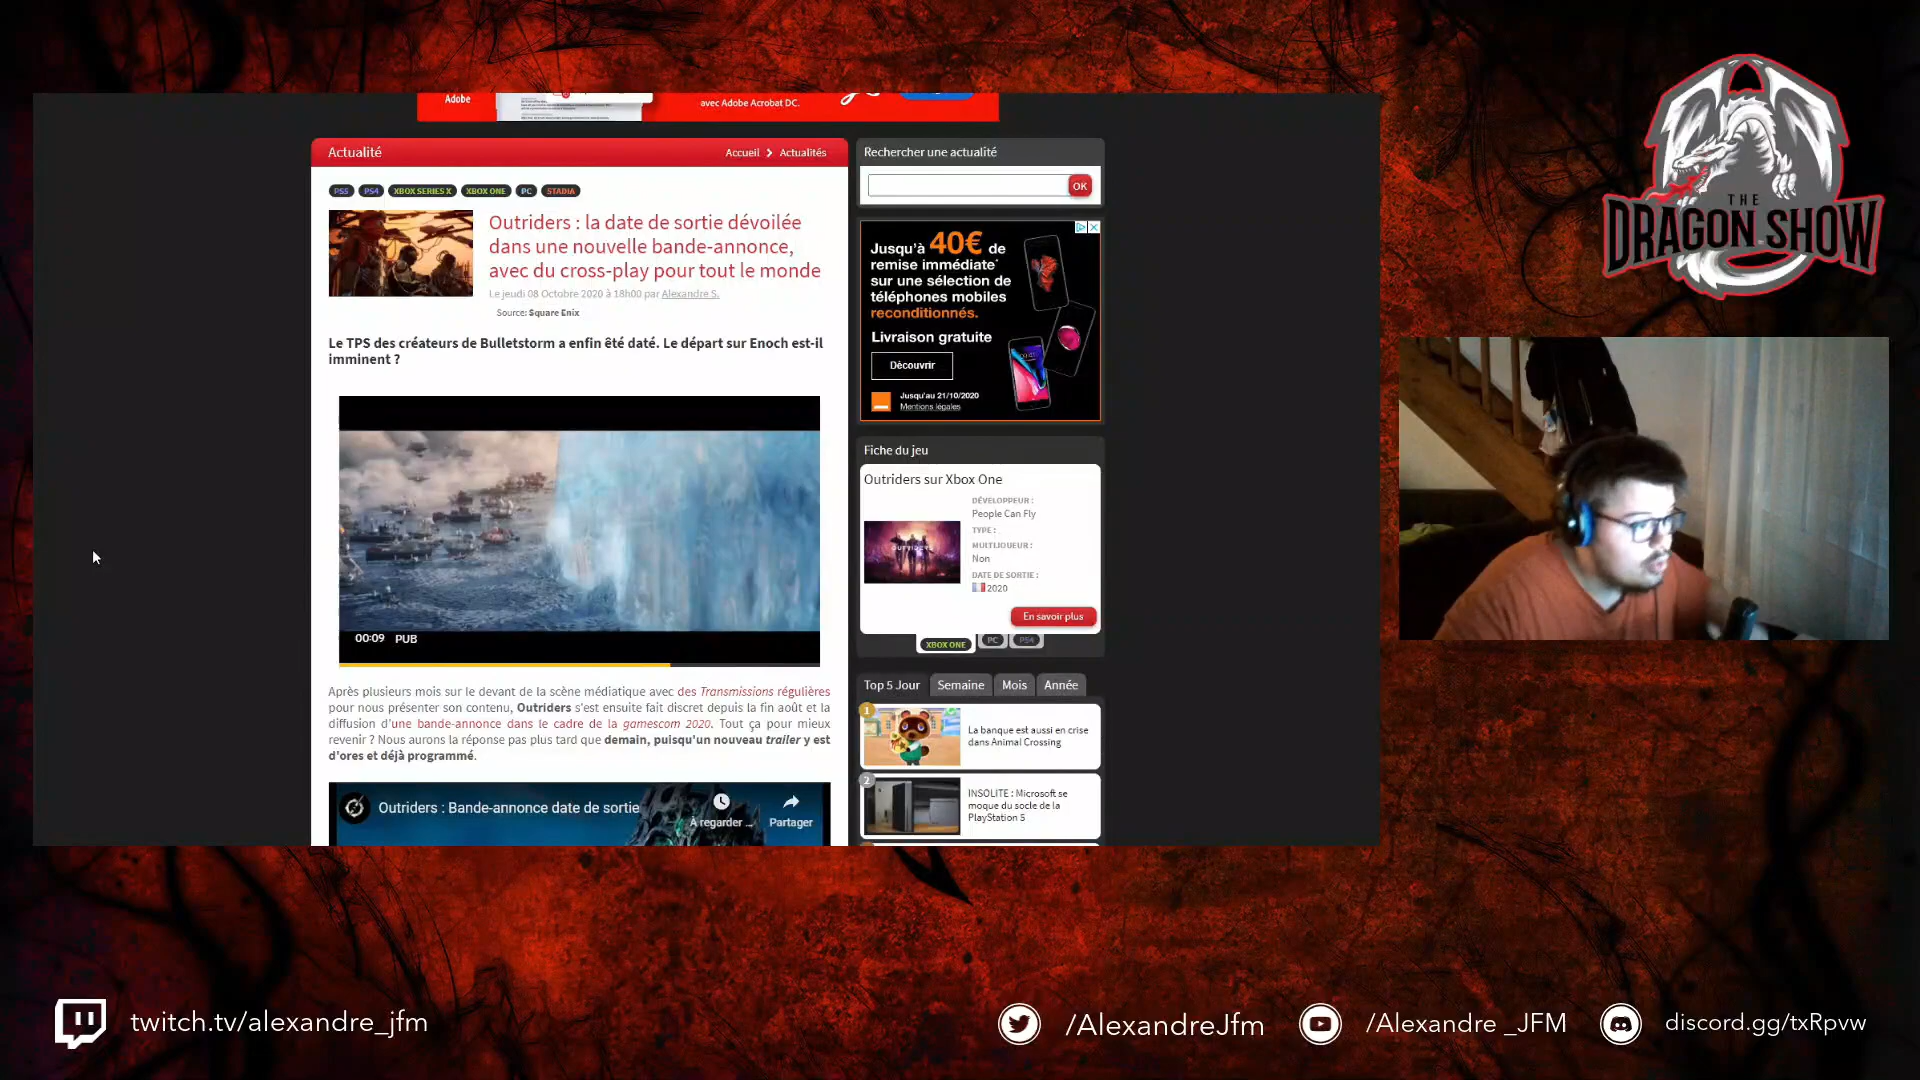 Adobe
avec Adobe Acrobat DC.
Actualité
Accueil > Actualités
PS5 PS4 XBOX SERIES X XBOX ONE PC STADIA
Outriders : la date de sortie dévoilée
dans une nouvelle bande-annonce,
avec du cross-play pour tout le monde
Le jeudi 08 Octobre 2020 à 18h00 par Alexandre S.
Source: Square Enix
Le TPS des créateurs de Bulletstorm a enfin été daté. Le départ sur Enoch est-il
imminent ?
00:09 PUB
Après plusieurs mois sur le devant de la scène médiatique avec des Transmissions régulières
pour nous présenter son contenu, Outriders s'est ensuite fait discret depuis la fin août et la
diffusion d'une bande-annonce dans le cadre de la gamescom 2020. Tout ça pour mieux
revenir ? Nous aurons la réponse pas plus tard que demain, puisqu'un nouveau trailer y est
d'ores et déjà programmé.
Outriders : Bande-annonce date de sortie
À regarder ...
Partager
Rechercher une actualité
OK
Jusqu'à 40€ de
remise immédiate*
sur une sélection de
téléphones mobiles
reconditionnés.
Livraison gratuite
Découvrir
Jusqu'au 21/10/2020
Mentions légales
Fiche du jeu
Outriders sur Xbox One
DÉVELOPPEUR :
People Can Fly
TYPE :
MULTIJOUEUR :
Non
DATE DE SORTIE :
2020
OUTRIDERS
En savoir plus
XBOX ONE PC PS4
Top 5 Jour Semaine Mois Année
1
La banque est aussi en crise
dans Animal Crossing
2
INSOLITE : Microsoft se
moque du socle de la
PlayStation 5
THE
DRAGON SHOW
twitch.tv/alexandre_jfm
/AlexandreJfm
/Alexandre _JFM
discord.gg/txRpvw